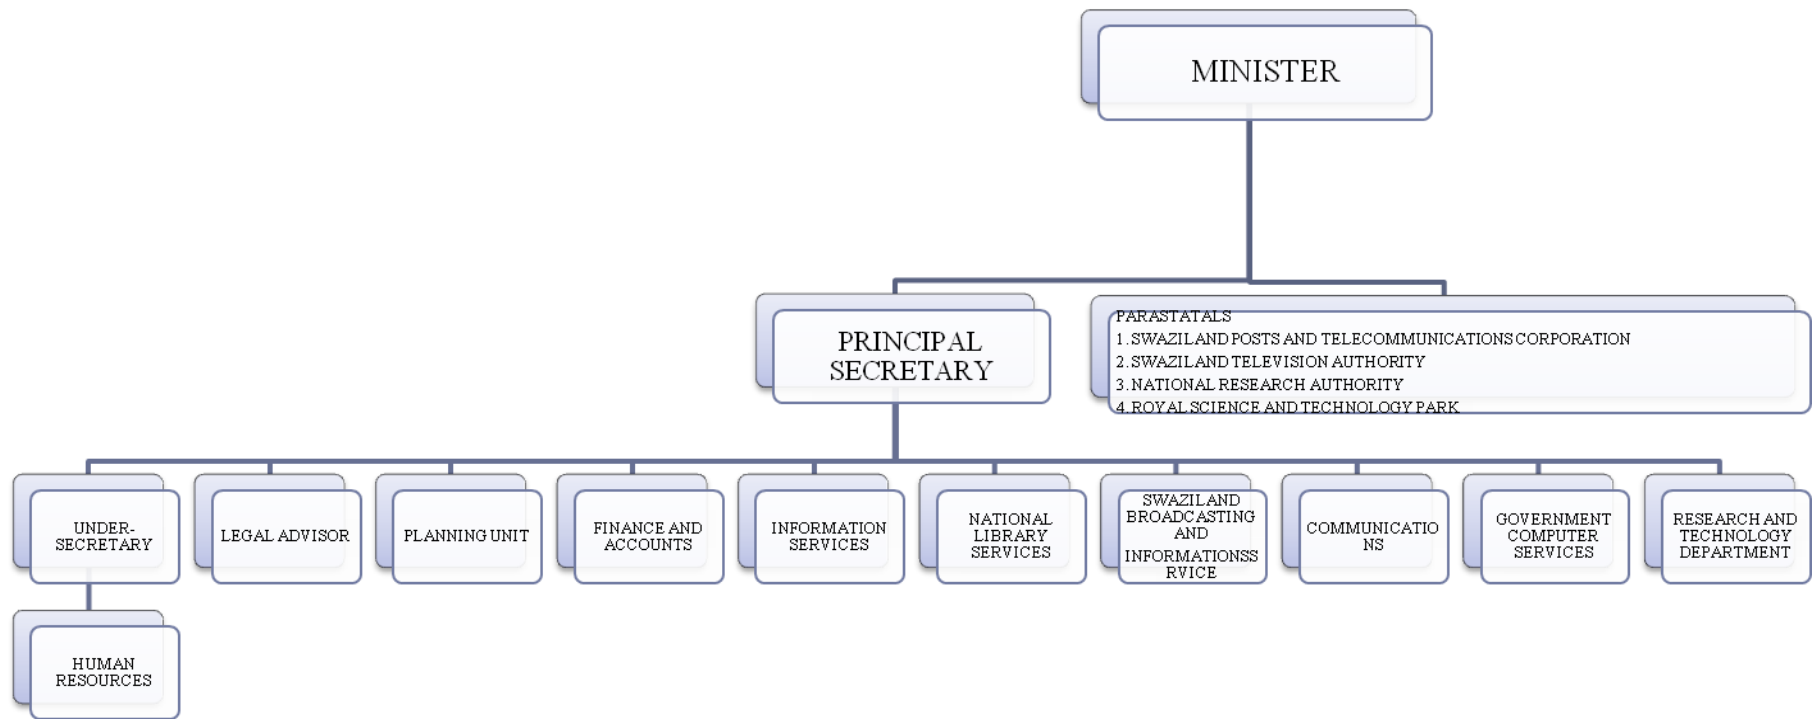 MINISTER
PRINCIPAL
SECRETARY
PARASTATALS
1. SWAZILAND POSTS AND TELECOMMUNICATIONS CORPORATION
2. SWAZILAND TELEVISION AUTHORITY
3. NATIONAL RESEARCH AUTHORITY
4. ROYAL SCIENCE AND TECHNOLOGY PARK
UNDER-
SECRETARY
LEGAL ADVISOR
PLANNING UNIT
FINANCE AND
ACCOUNTS
INFORMATION
SERVICES
NATIONAL
LIBRARY
SERVICES
SWAZILAND
BROADCASTING
AND
INFORMATIONSS
RVICE
COMMUNICATIO
NS
GOVERNMENT
COMPUTER
SERVICES
RESEARCH AND
TECHNOLOGY
DEPARTMENT
HUMAN
RESOURCES